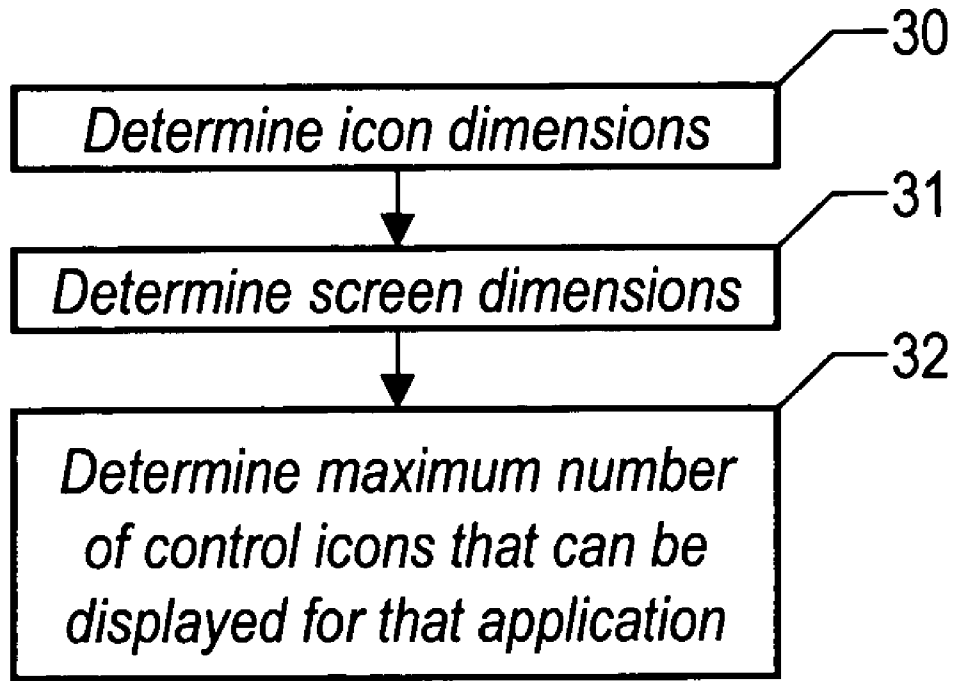 30
Determine icon dimensions
31
Determine screen dimensions
32
Determine maximum number
of control icons that can be
displayed for that application